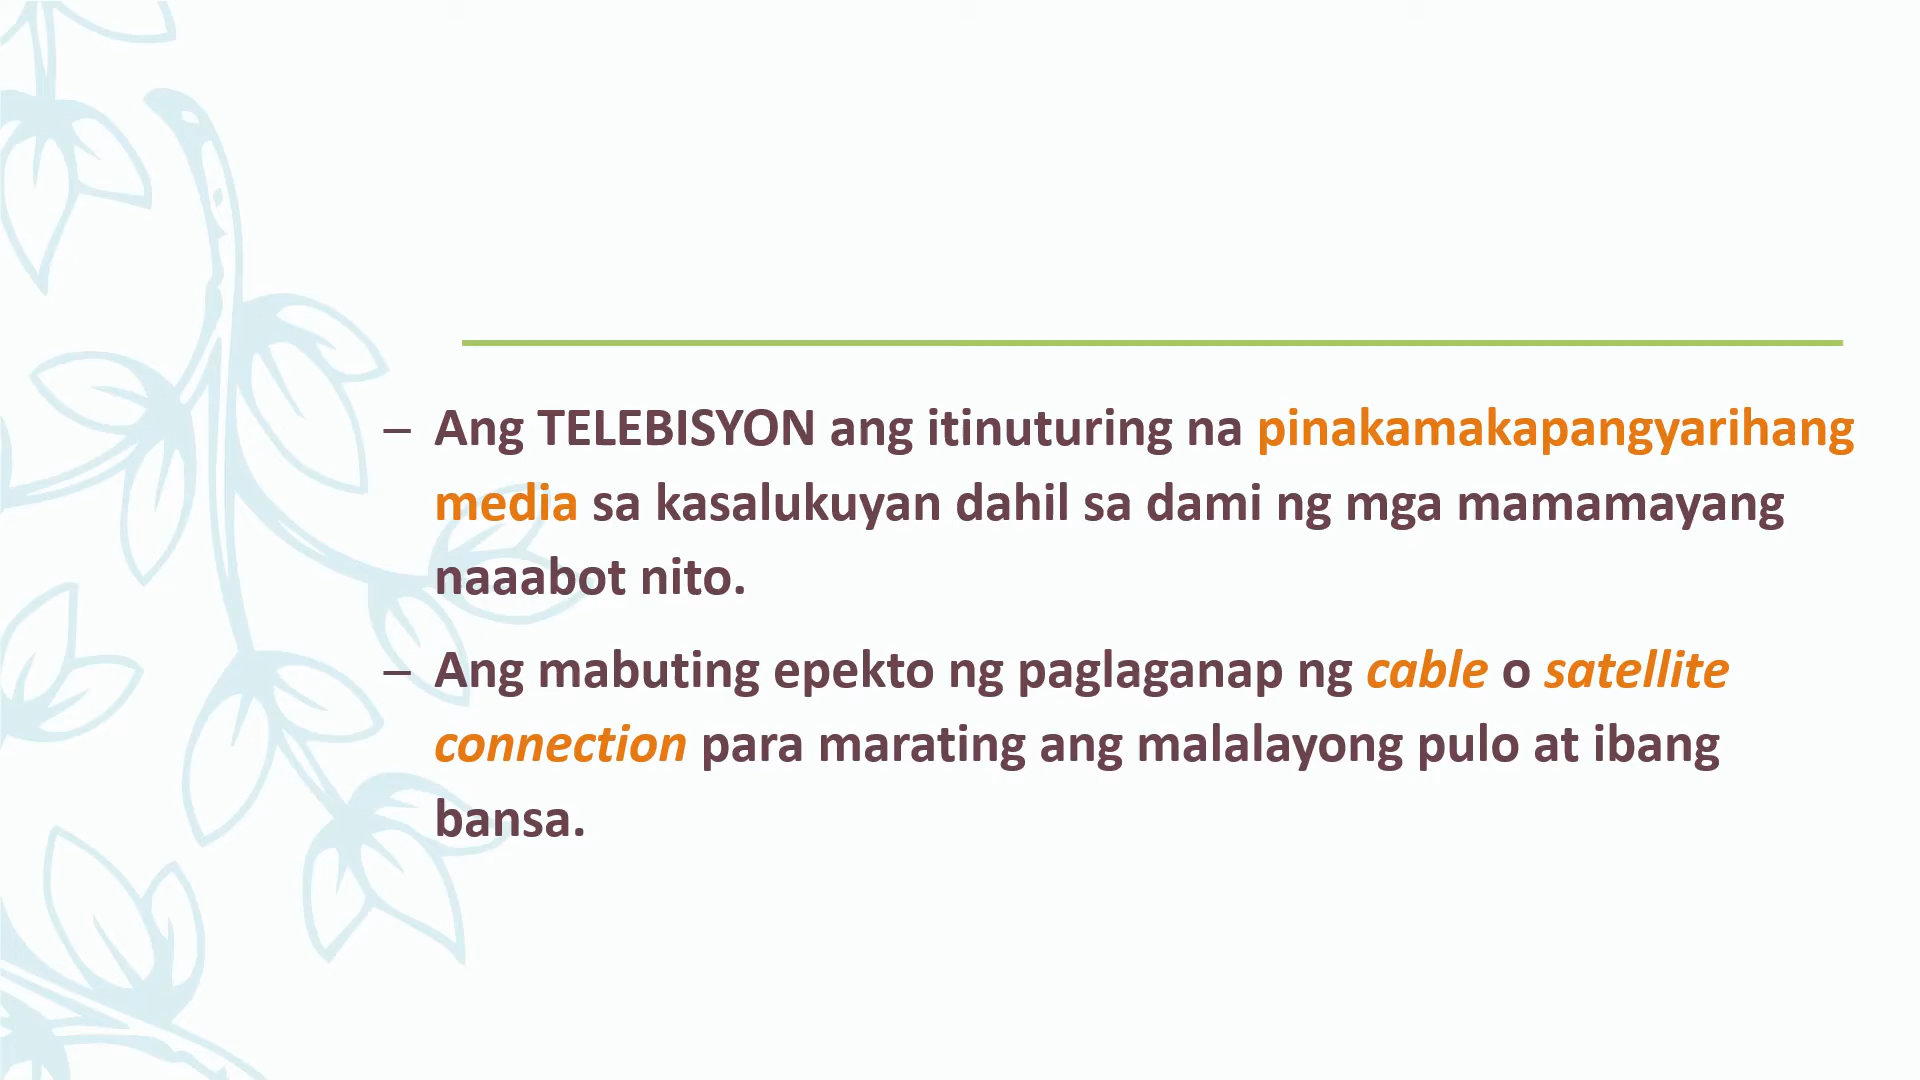 – Ang TELEBISYON ang itinuturing na pinakamakapangyarihang
media sa kasalukuyan dahil sa dami ng mga mamamayang
naaabot nito.
– Ang mabuting epekto ng paglaganap ng cable o satellite
connection para marating ang malalayong pulo at ibang
bansa.